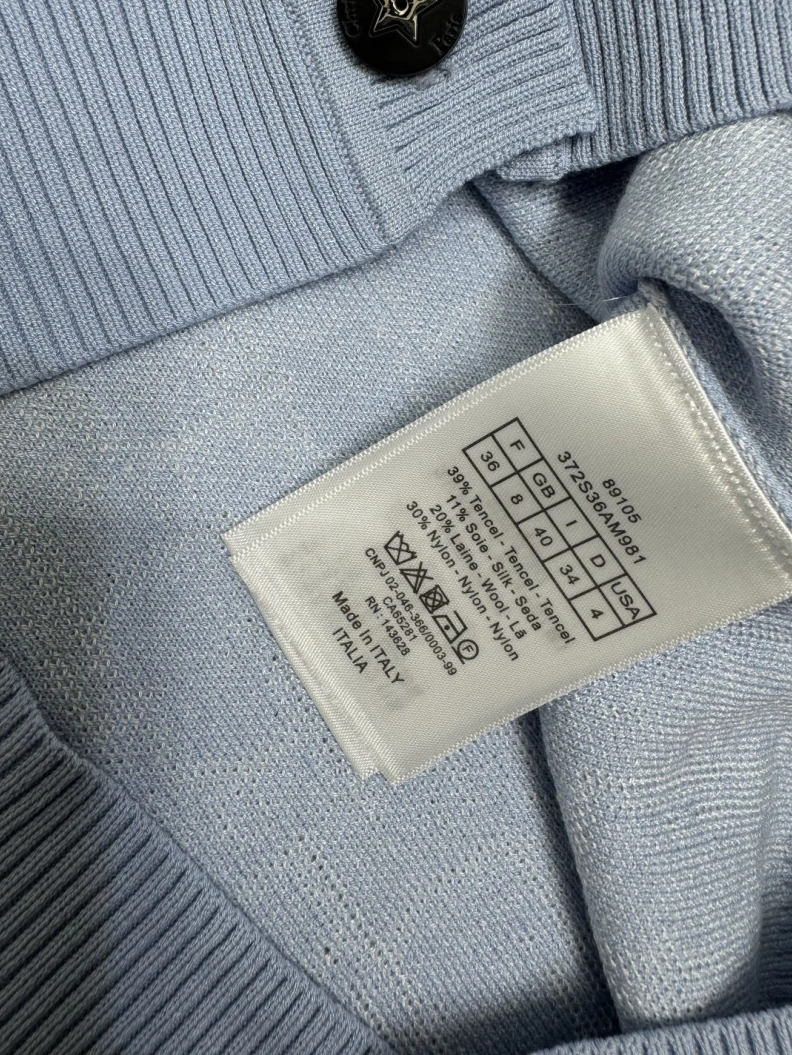 89105
372S36AM981
F GB I D USA
36 8 40 34 4
39% Tencel - Tencel - Tencel
11% Soie - Silk - Seda
20% Laine - Wool - Lã
30% Nylon - Nylon - Nylon
F
CNPJ 02-046-366/0003-99
CA65281
RN : 143628
Made In ITALY
ITALIA